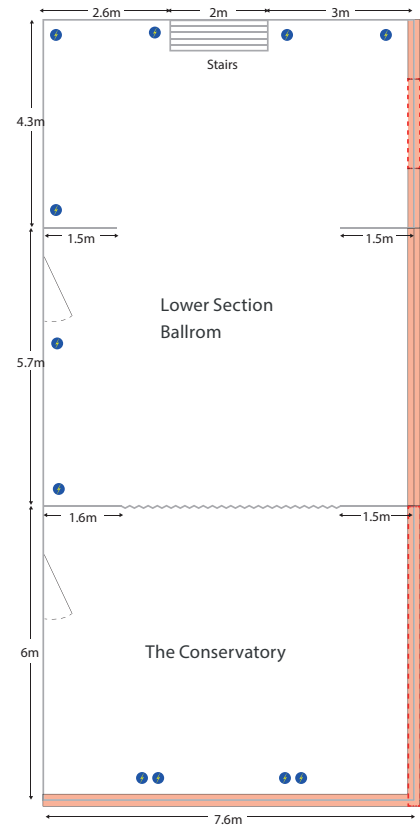 2.6m
2m
3m
Stairs
4.3m
1.5m
1.5m
Lower Section
Ballrom
5.7m
1.6m
1.5m
The Conservatory
6m
7.6m